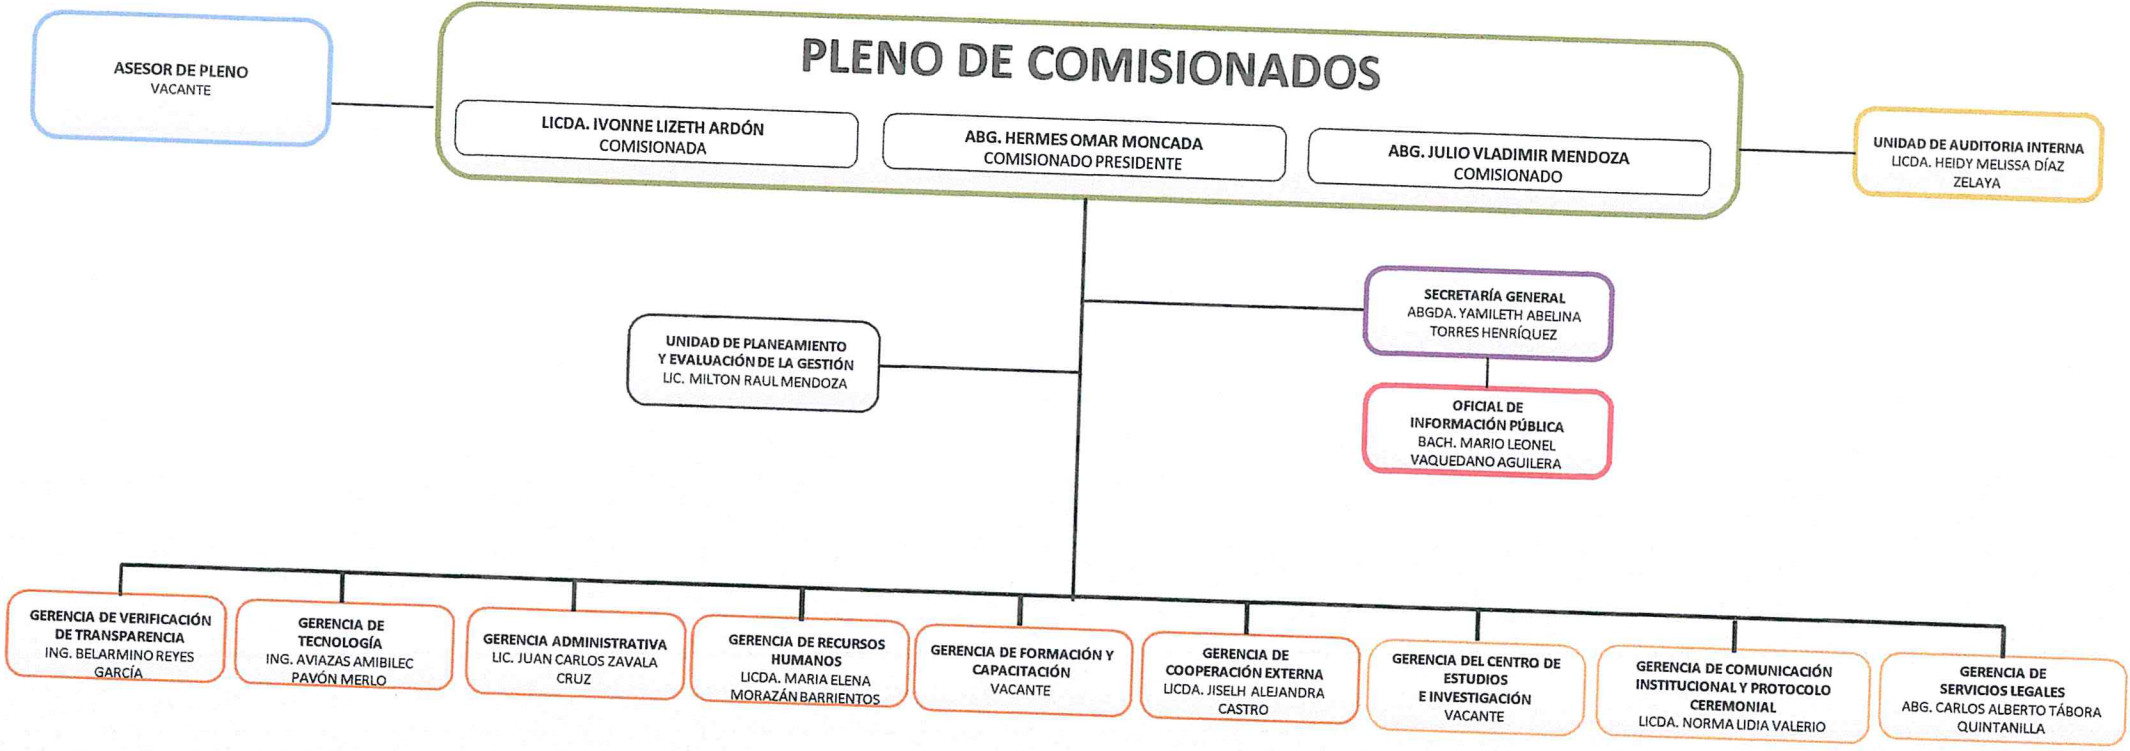 ASESOR DE PLENO
VACANTE
PLENO DE COMISIONADOS
LICDA. IVONNE LIZETH ARDÓN
COMISIONADA
ABG. HERMES OMAR MONCADA
COMISIONADO PRESIDENTE
ABG. JULIO VLADIMIR MENDOZA
COMISIONADO
UNIDAD DE AUDITORIA INTERNA
LICDA. HEIDY MELISSA DÍAZ
ZELAYA
SECRETARÍA GENERAL
ABGDA. YAMILETH ABELINA
TORRES HENRÍQUEZ
UNIDAD DE PLANEAMIENTO
Y EVALUACIÓN DE LA GESTIÓN
LIC. MILTON RAUL MENDOZA
OFICIAL DE
INFORMACIÓN PÚBLICA
BACH. MARIO LEONEL
VAQUEDANO AGUILERA
GERENCIA DE VERIFICACIÓN
DE TRANSPARENCIA
ING. BELARMINO REYES
GARCÍA
GERENCIA DE
TECNOLOGÍA
ING. AVIAZAS AMIBILEC
PAVÓN MERLO
GERENCIA ADMINISTRATIVA
LIC. JUAN CARLOS ZAVALA
CRUZ
GERENCIA DE RECURSOS
HUMANOS
LICDA. MARIA ELENA
MORAZÁN BARRIENTOS
GERENCIA DE FORMACIÓN Y
CAPACITACIÓN
VACANTE
GERENCIA DE
COOPERACIÓN EXTERNA
LICDA. JISELH ALEJANDRA
CASTRO
GERENCIA DEL CENTRO DE
ESTUDIOS
E INVESTIGACIÓN
VACANTE
GERENCIA DE COMUNICACIÓN
INSTITUCIONAL Y PROTOCOLO
CEREMONIAL
LICDA. NORMA LIDIA VALERIO
GERENCIA DE
SERVICIOS LEGALES
ABG. CARLOS ALBERTO TÁBORA
QUINTANILLA